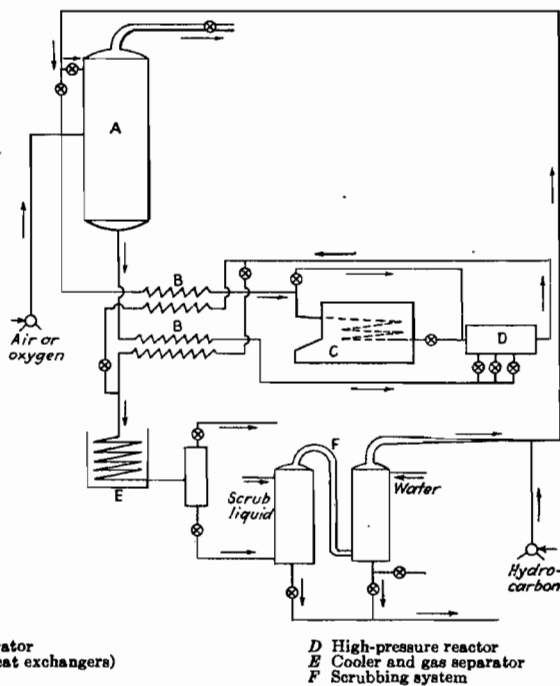 A
B
B
C
D
Air or
oxygen
E
F
Scrub
liquid
Water
Hydro-
carbon
rator
eat exchangers)
D High-pressure reactor
E Cooler and gas separator
F Scrubbing system